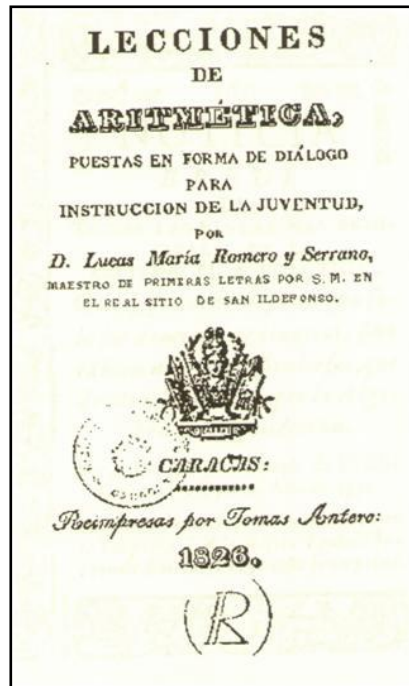 LECCIONES
DE
ARITMÉTICA,
PUESTAS EN FORMA DE DIÁLOGO
PARA
INSTRUCCION DE LA JUVENTUD,
POR
D. Lucas María Romero y Serrano,
MAESTRO DE PRIMERAS LETRAS POR S. M. EN
EL REAL SITIO DE SAN ILDEFONSO.
CARACAS:
Reimpresas por Tomas Antero:
1826.
(R)